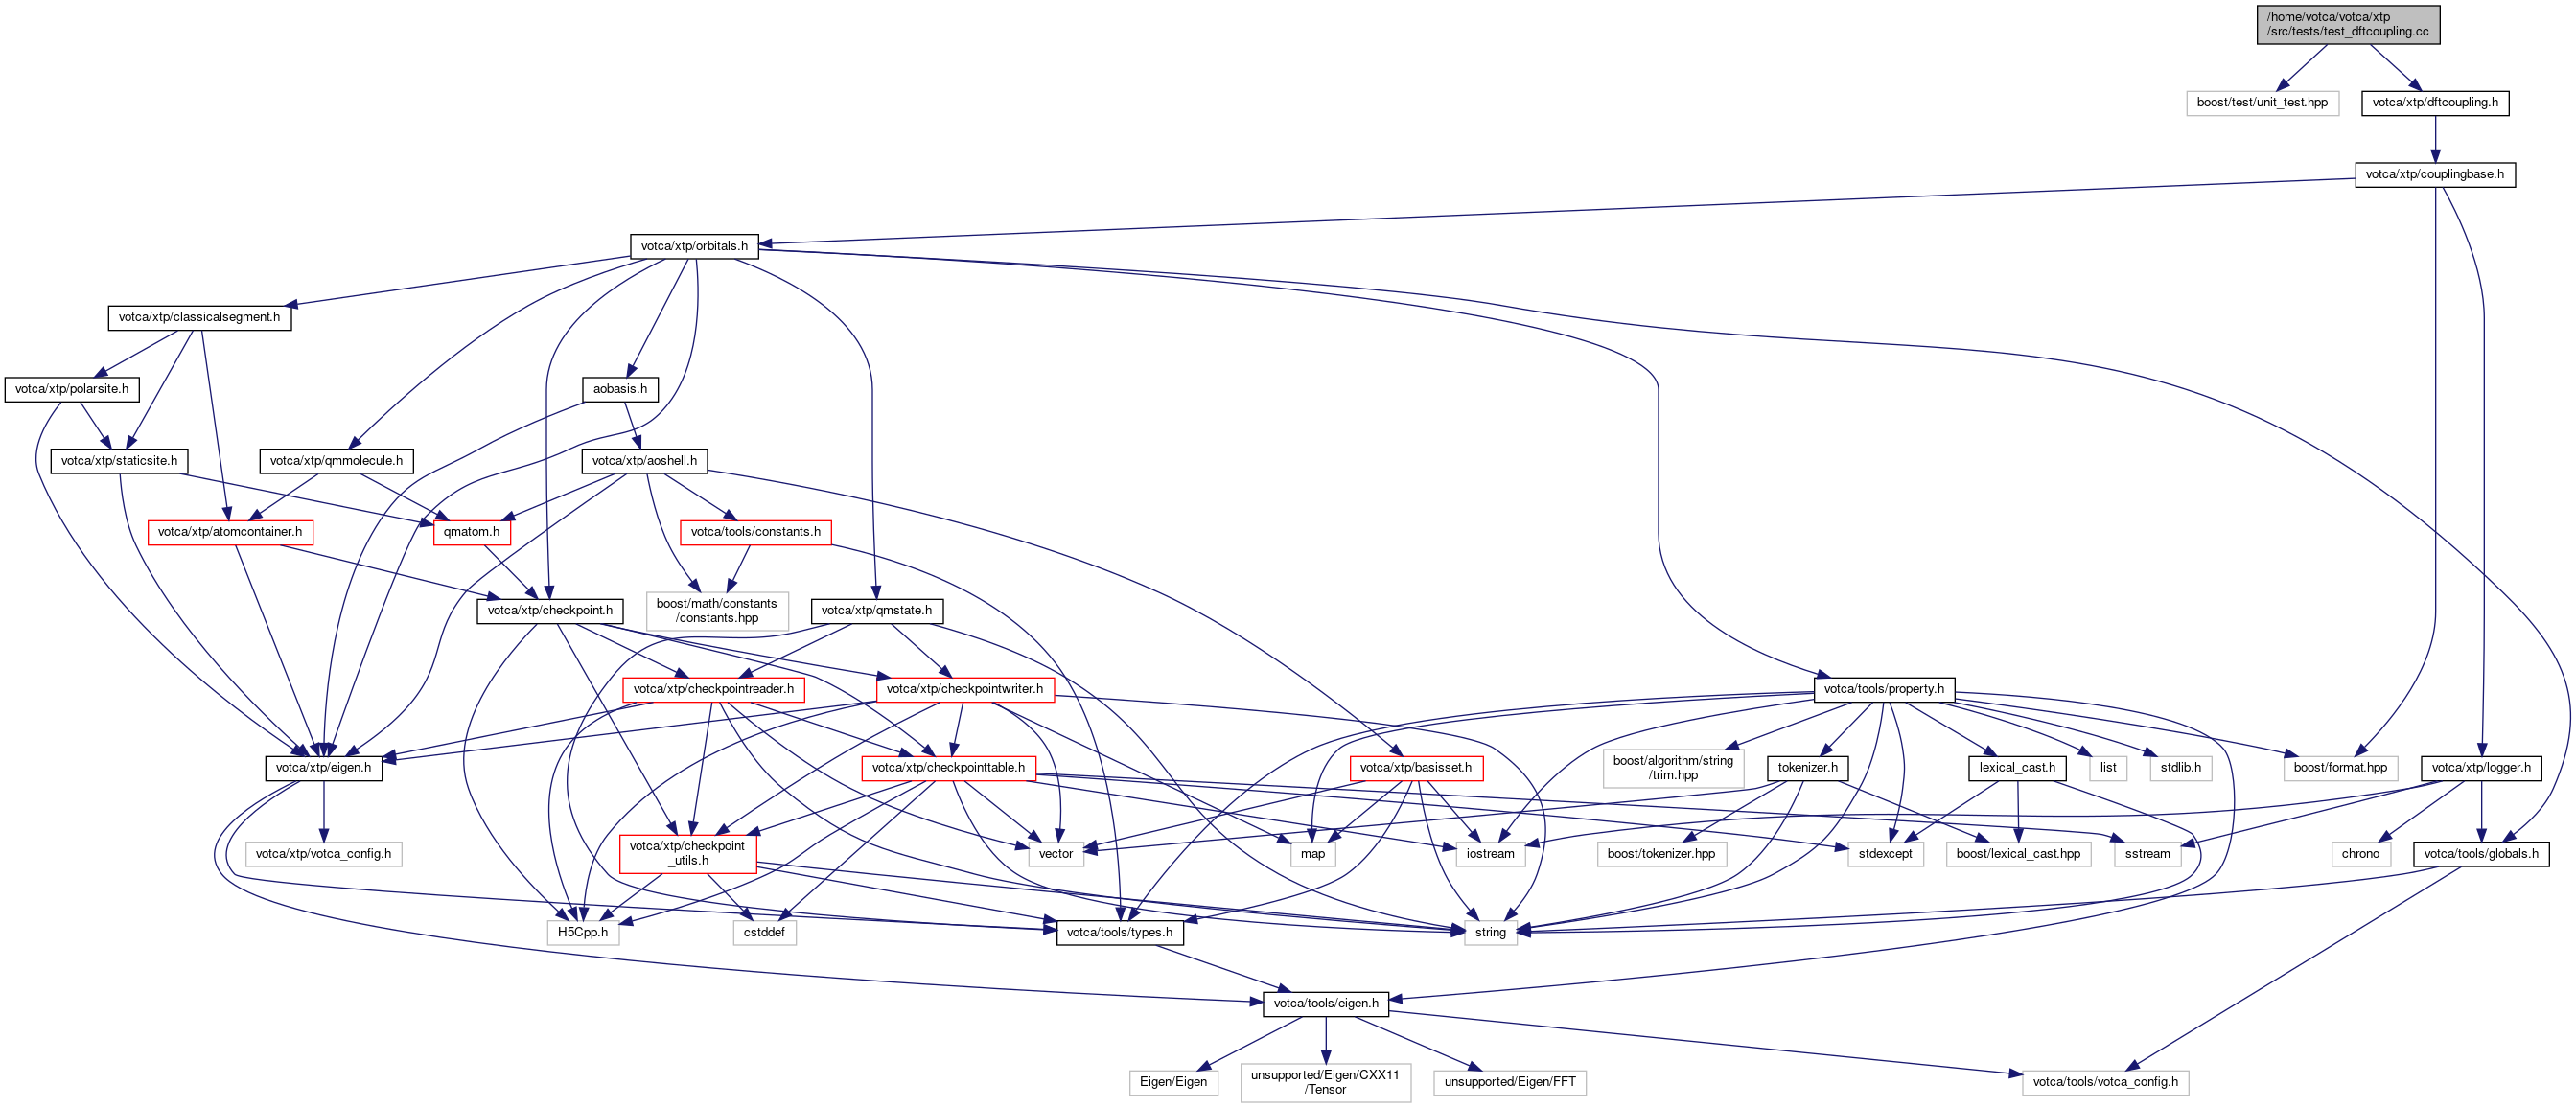 /home/votca/votca/xtp
/src/tests/test_dftcoupling.cc
boost/test/unit_test.hpp
votca/xtp/dftcoupling.h
votca/xtp/couplingbase.h
votca/xtp/orbitals.h
votca/xtp/classicalsegment.h
votca/xtp/polarsite.h
aobasis.h
votca/xtp/staticsite.h
votca/xtp/qmmolecule.h
votca/xtp/aoshell.h
votca/xtp/atomcontainer.h
qmatom.h
votca/tools/constants.h
votca/xtp/checkpoint.h
boost/math/constants
/constants.hpp
votca/xtp/qmstate.h
votca/xtp/checkpointreader.h
votca/xtp/checkpointwriter.h
votca/tools/property.h
votca/xtp/eigen.h
votca/xtp/checkpointtable.h
votca/xtp/basisset.h
boost/algorithm/string
/trim.hpp
tokenizer.h
lexical_cast.h
list
stdlib.h
boost/format.hpp
votca/xtp/logger.h
votca/xtp/votca_config.h
votca/xtp/checkpoint
_utils.h
vector
map
iostream
boost/tokenizer.hpp
stdexcept
boost/lexical_cast.hpp
sstream
chrono
votca/tools/globals.h
H5Cpp.h
cstddef
votca/tools/types.h
string
votca/tools/eigen.h
Eigen/Eigen
unsupported/Eigen/CXX11
/Tensor
unsupported/Eigen/FFT
votca/tools/votca_config.h